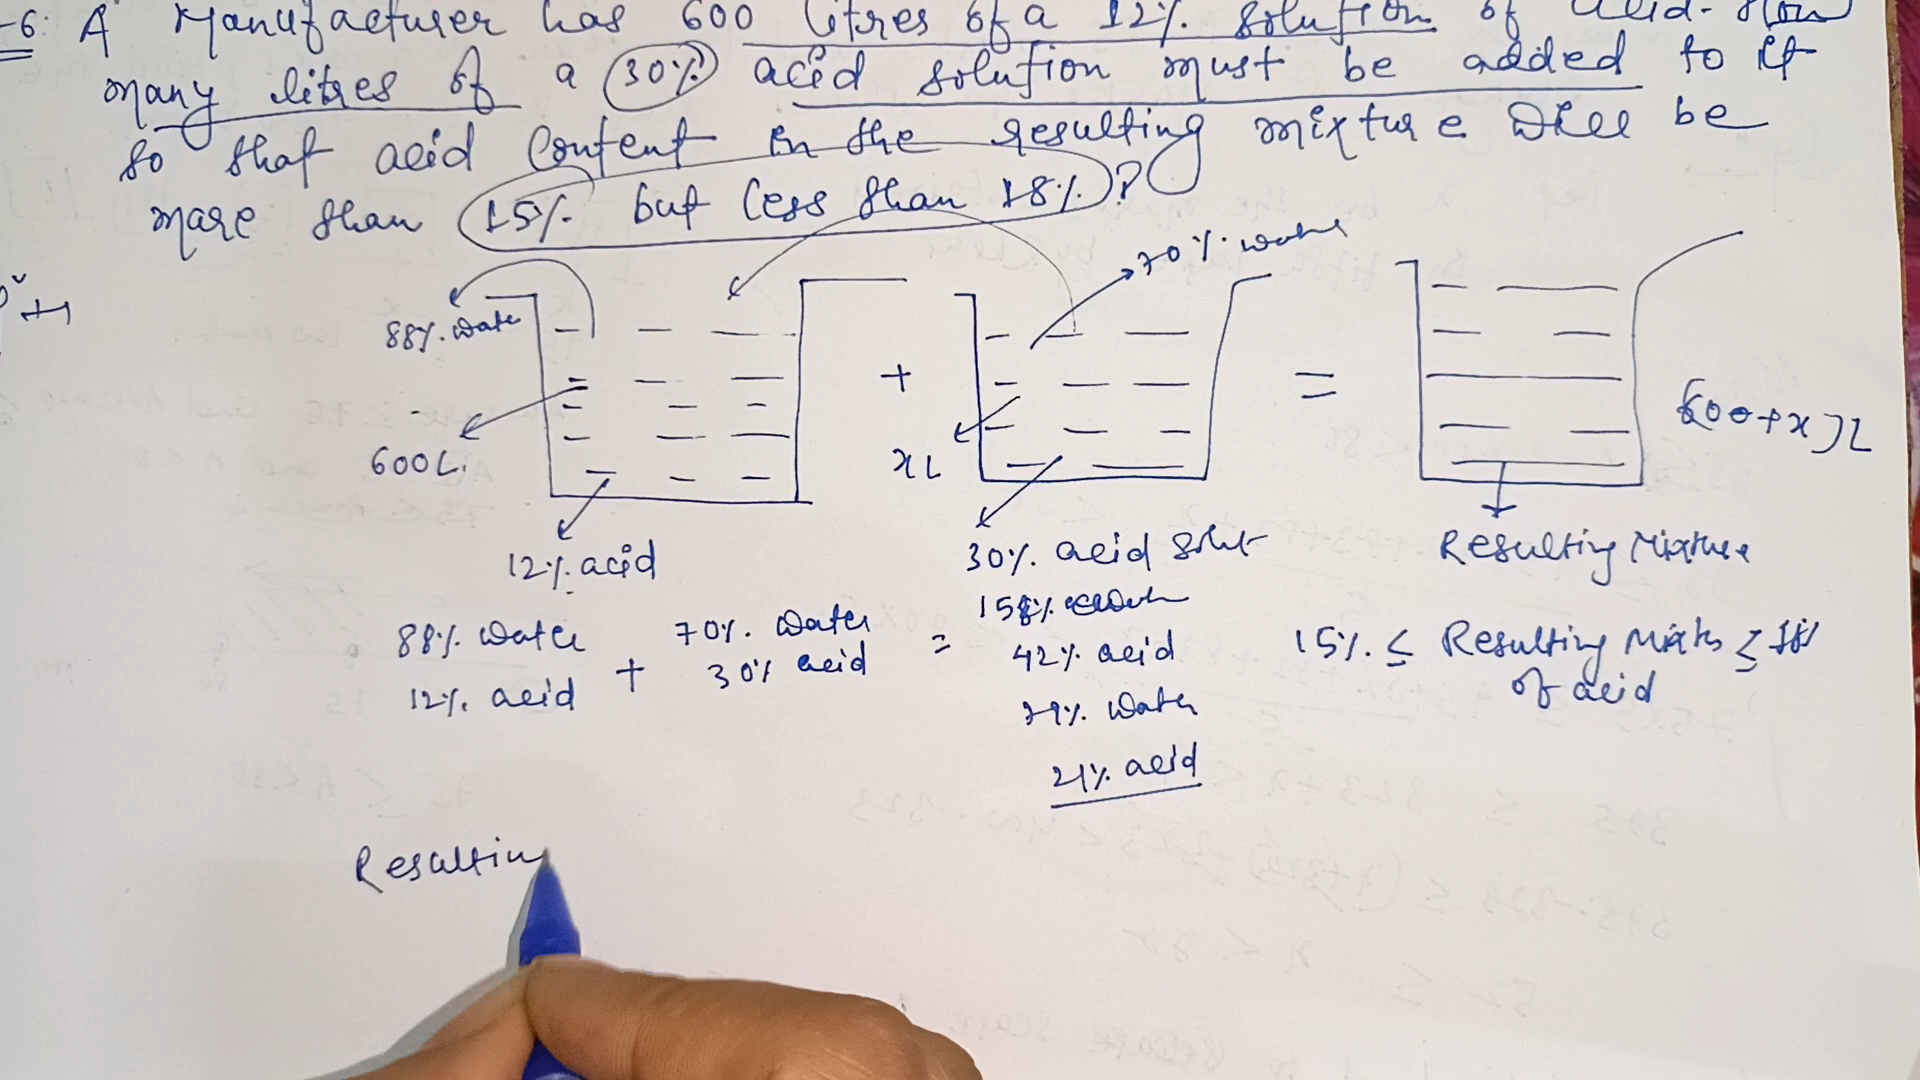 -6: A Manufacturer has 600 litres of a 12% solution of acid. How
many litres of a 30% acid solution must be added to it
so that acid content in the resulting mixture will be
more than 15% but less than 18%?
70% water
88% wate
+
=
600L.
xL
(600+x)L
12% acid
30% acid solut
Resulting Mixture
88% water
12% acid
+
70% water
30% acid
=
158% water
42% acid
79% water
21% acid
15% ≤ Resulting Mixts ≤ 18%
of acid
Resulting